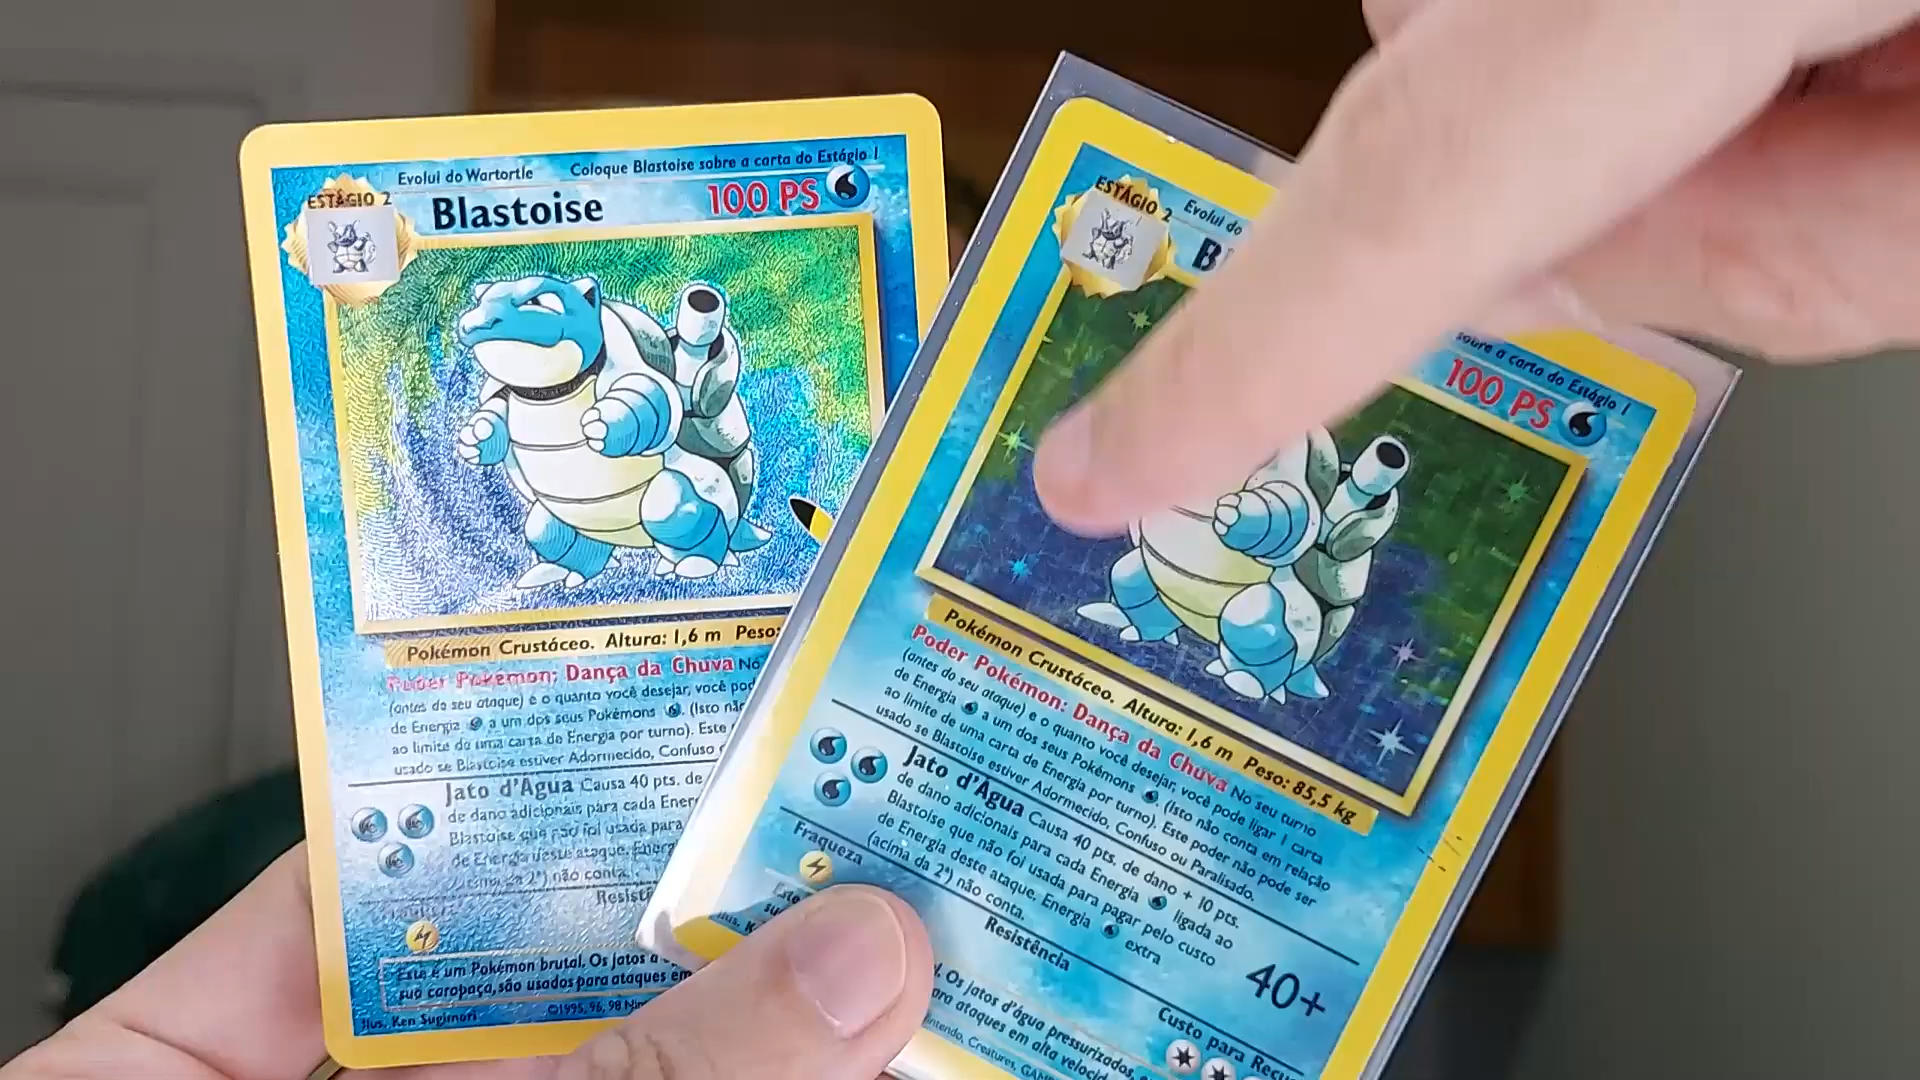 Evolui do Wartortle Coloque Blastoise sobre a carta do Estágio 1
ESTÁGIO 2
Blastoise 100 PS
Pokémon Crustáceo. Altura: 1,6 m Peso:
Poder Pokémon: Dança da Chuva No
(antes do seu ataque) e o quanto você desejar, você pod
de Energia a um dos seus Pokémons . (Isto não
ao limite de uma carta de Energia por turno). Este
usado se Blastoise estiver Adormecido, Confuso
Jato d'Água Causa 40 pts. de
de dano adicionais para cada Ener
Blastoise que não foi usada para
de Energia deste ataque. Energ
(acima da 2ª) não conta.
Resist
Este é um Pokémon brutal. Os jatos d
sua carapaça, são usados para ataques em
Ilus. Ken Sugimori ©1995, 96, 98 Nin
ESTÁGIO 2 Evolui do
sobre a carta do Estágio 1
B
100 PS
Pokémon Crustáceo. Altura: 1,6 m Peso: 85,5 kg
Poder Pokémon: Dança da Chuva No seu turno
(antes do seu ataque) e o quanto você desejar, você pode ligar 1 carta
de Energia a um dos seus Pokémons . (Isto não conta em relação
ao limite de uma carta de Energia por turno). Este poder não pode ser
usado se Blastoise estiver Adormecido, Confuso ou Paralisado.
Jato d'Água Causa 40 pts. de dano + 10 pts.
de dano adicionais para cada Energia ligada ao
Blastoise que não foi usada para pagar pelo custo
de Energia deste ataque. Energia extra
(acima da 2ª) não conta.
40+
Fraqueza
Resistência
Custo para Recu
Este
l. Os jatos d'água pressurizados,
ara ataques em alta velocid
Ilus. K
intendo, Creatures, GAM